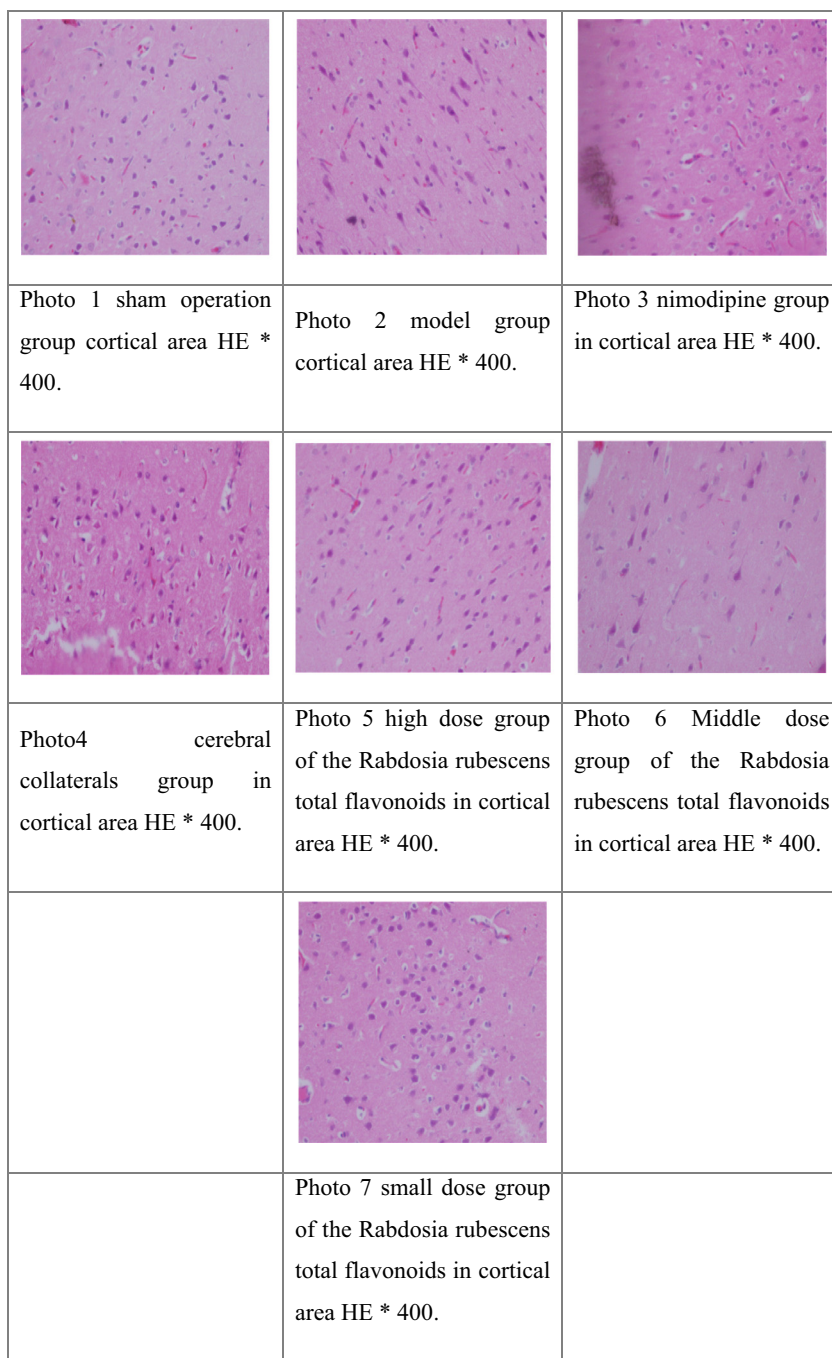 Photo 1 sham operation
group cortical area HE *
400.
Photo 2 model group
cortical area HE * 400.
Photo 3 nimodipine group
in cortical area HE * 400.
Photo4 cerebral
collaterals group in
cortical area HE * 400.
Photo 5 high dose group
of the Rabdosia rubescens
total flavonoids in cortical
area HE * 400.
Photo 6 Middle dose
group of the Rabdosia
rubescens total flavonoids
in cortical area HE * 400.
Photo 7 small dose group
of the Rabdosia rubescens
total flavonoids in cortical
area HE * 400.